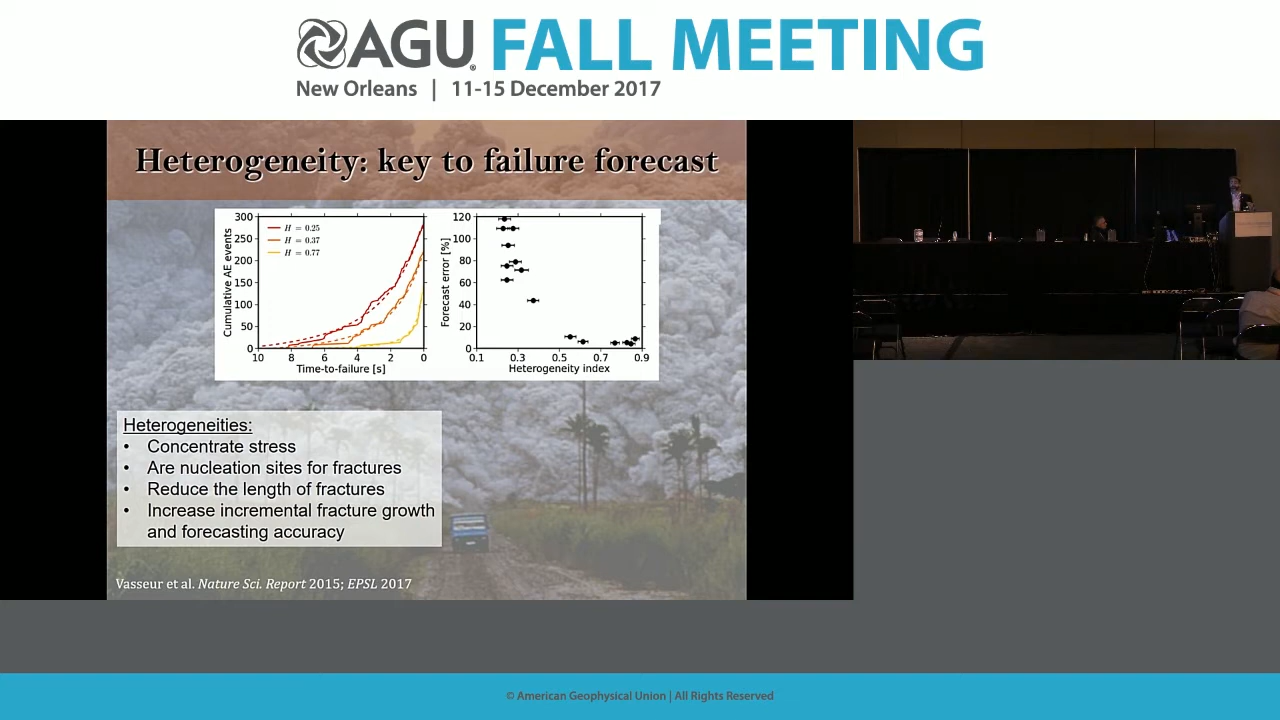 AGU FALL MEETING
New Orleans | 11-15 December 2017
Heterogeneity: key to failure forecast
300
250
200
150
100
50
0
Cumulative AE events
H = 0.25
H = 0.37
H = 0.77
10 8 6 4 2 0
Time-to-failure [s]
120
100
80
60
40
20
0
Forecast error [%]
0.1 0.3 0.5 0.7 0.9
Heterogeneity index
Heterogeneities:
• Concentrate stress
• Are nucleation sites for fractures
• Reduce the length of fractures
• Increase incremental fracture growth
and forecasting accuracy
Vasseur et al. Nature Sci. Report 2015; EPSL 2017
© American Geophysical Union | All Rights Reserved